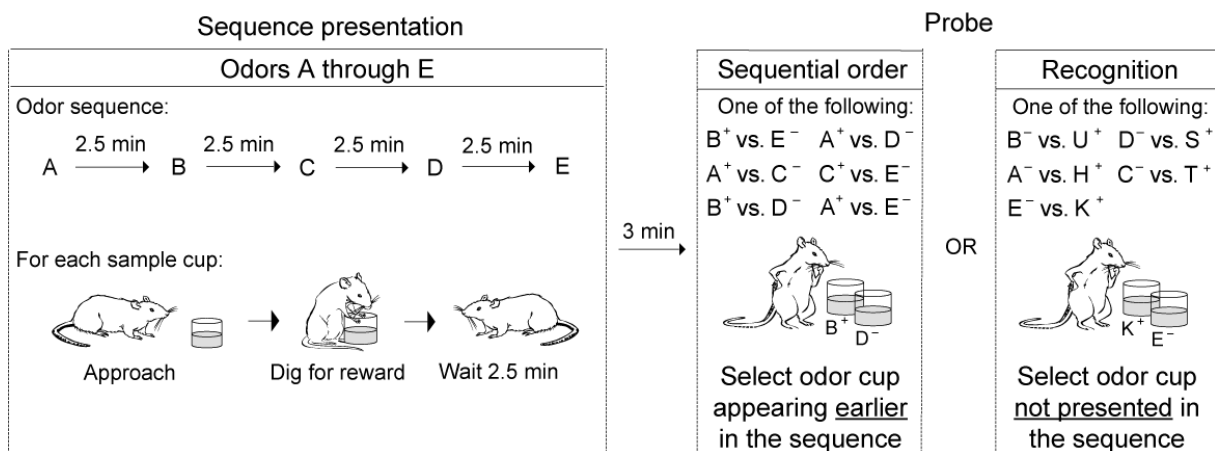 Sequence presentation
Probe
Odors A through E
Odor sequence:
A 2.5 min B 2.5 min C 2.5 min D 2.5 min E
For each sample cup:
Approach
Dig for reward
Wait 2.5 min
3 min
Sequential order
One of the following:
B⁺ vs. E⁻ A⁺ vs. D⁻
A⁺ vs. C⁻ C⁺ vs. E⁻
B⁺ vs. D⁻ A⁺ vs. E⁻
B⁺
D⁻
Select odor cup
appearing earlier
in the sequence
OR
Recognition
One of the following:
B⁻ vs. U⁺ D⁻ vs. S⁺
A⁻ vs. H⁺ C⁻ vs. T⁺
E⁻ vs. K⁺
K⁺
E⁻
Select odor cup
not presented in
the sequence